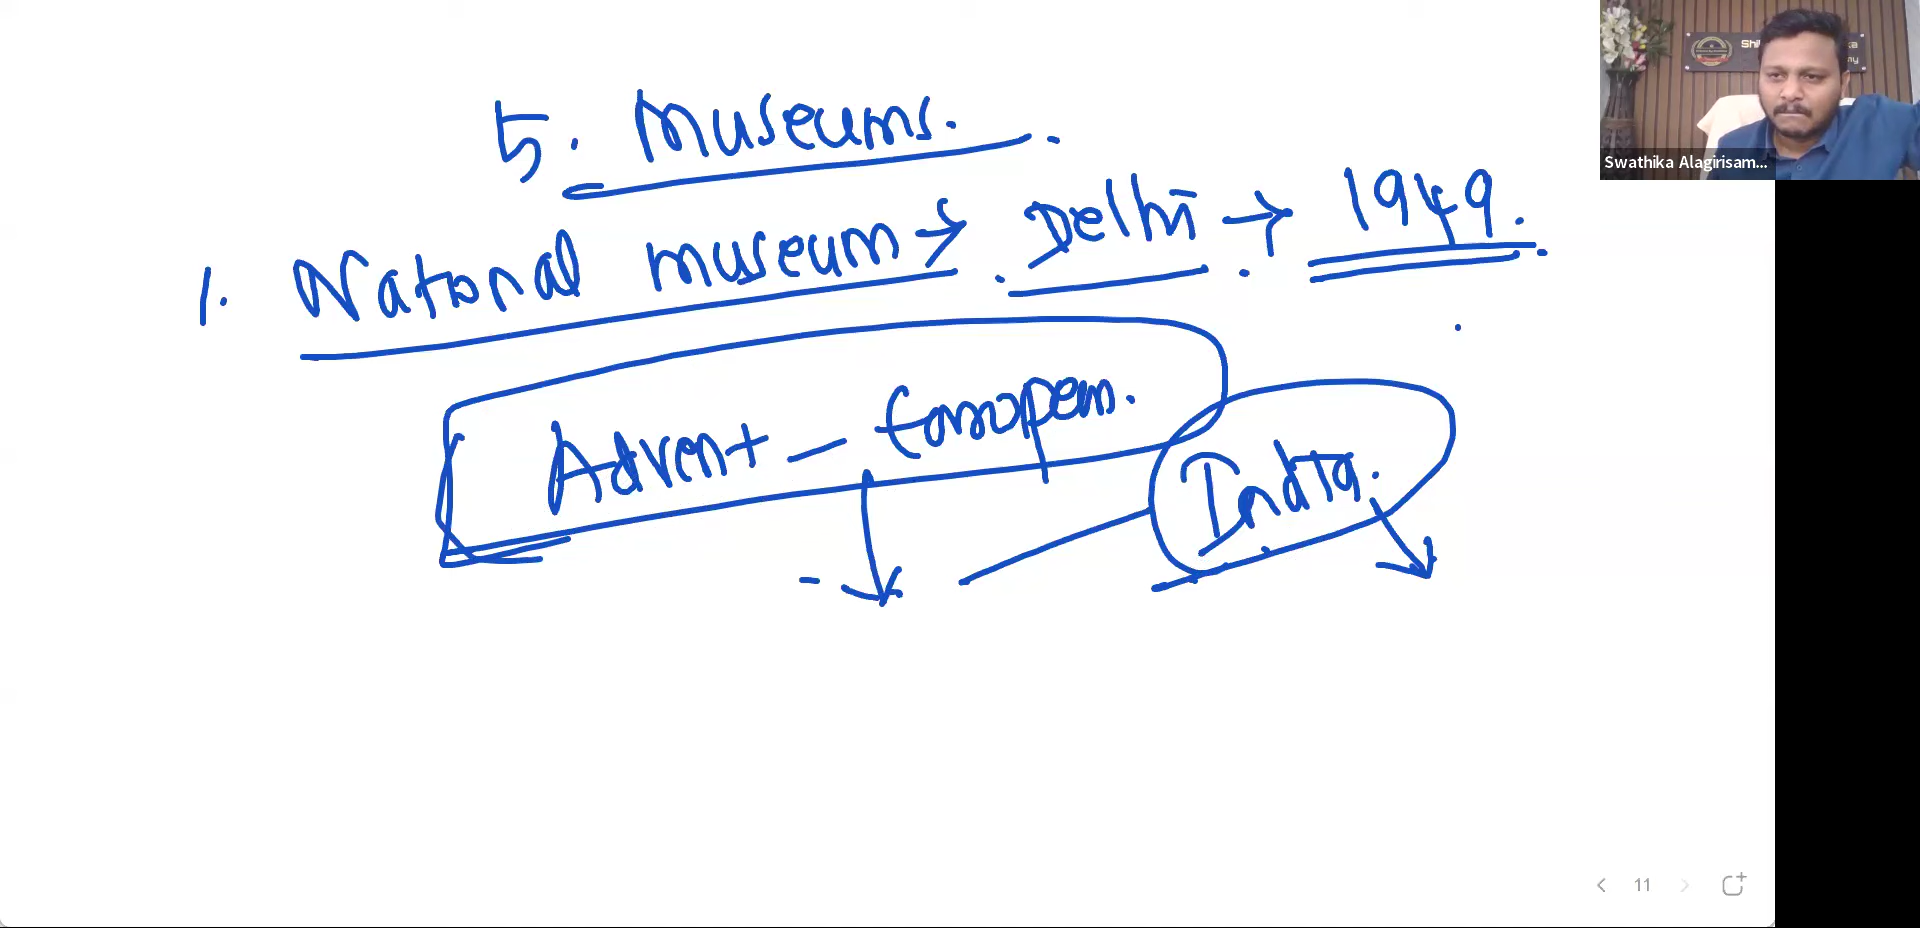 5. Museums.
1. National museum → Delhi → 1949.
Advent - European.
India.
Swathika Alagirisam...
11